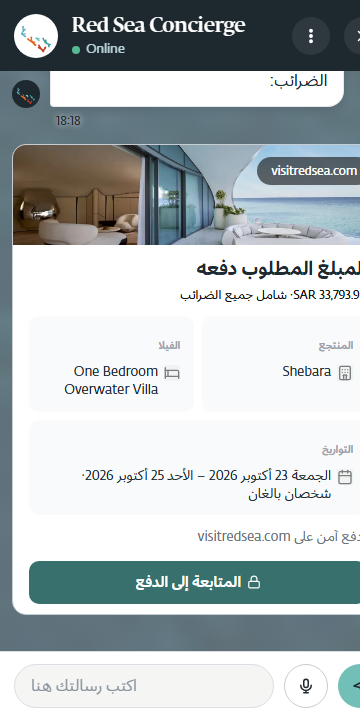 Red Sea Concierge
Online
الضرائب:
18:18
visitredsea.com
المبلغ المطلوب دفعه
SAR 33,793.9· شامل جميع الضرائب
المنتجع
Shebara
الفيلا
One Bedroom
Overwater Villa
التواريخ
الجمعة 23 أكتوبر 2026 – الأحد 25 أكتوبر 2026·
شخصان بالغان
دفع آمن على visitredsea.com
المتابعة إلى الدفع
اكتب رسالتك هنا